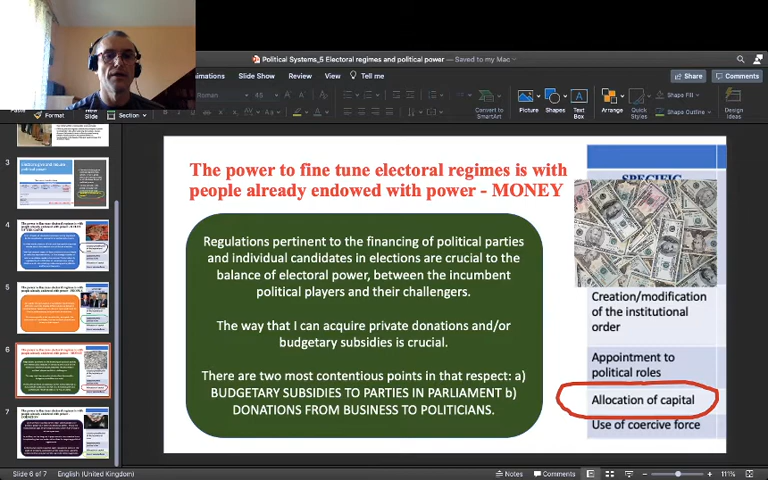 Political Systems_5 Electoral regimes and political power — Saved to my Mac
Animations Slide Show Review View Tell me
Share Comments
Format Section
Convert to SmartArt Picture Shapes Text Box Arrange Quick Styles Shape Fill Shape Outline Design Ideas
The power to fine tune electoral regimes is with
people already endowed with power - MONEY
Regulations pertinent to the financing of political parties
and individual candidates in elections are crucial to the
balance of electoral power, between the incumbent
political players and their challengers.
The way that I can acquire private donations and/or
budgetary subsidies is crucial.
There are two most contentious points in that respect: a)
BUDGETARY SUBSIDIES TO PARTIES IN PARLIAMENT b)
DONATIONS FROM BUSINESS TO POLITICIANS.
SPECIFIC
Creation/modification
of the institutional
order
Appointment to
political roles
Allocation of capital
Use of coercive force
3
4
5
6
7
Slide 6 of 7 English (United Kingdom) Notes Comments 111%